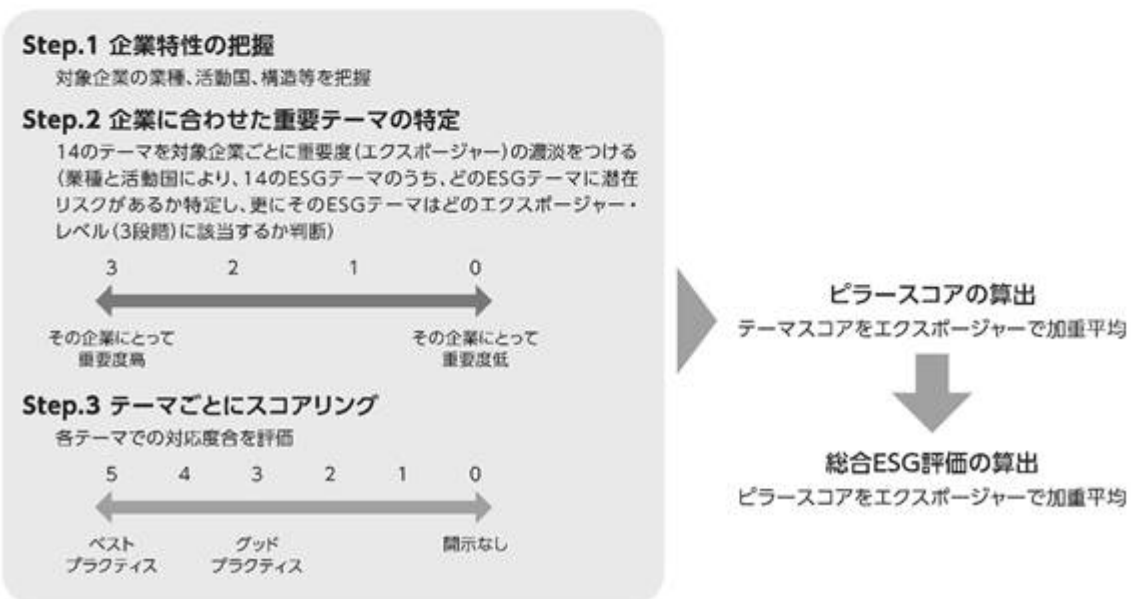 Step.1 企業特性の把握
対象企業の業種、活動国、構造等を把握
Step.2 企業に合わせた重要テーマの特定
14のテーマを対象企業ごとに重要度(エクスポージャー)の濃淡をつける
(業種と活動国により、14のESGテーマのうち、どのESGテーマに潜在
リスクがあるか特定し、更にそのESGテーマはどのエクスポージャー・
レベル(3段階)に該当するか判断)
3 2 1 0
その企業にとって
重要度高
その企業にとって
重要度低
Step.3 テーマごとにスコアリング
各テーマでの対応度合を評価
5 4 3 2 1 0
ベスト
プラクティス
グッド
プラクティス
開示なし
ピラースコアの算出
テーマスコアをエクスポージャーで加重平均
総合ESG評価の算出
ピラースコアをエクスポージャーで加重平均